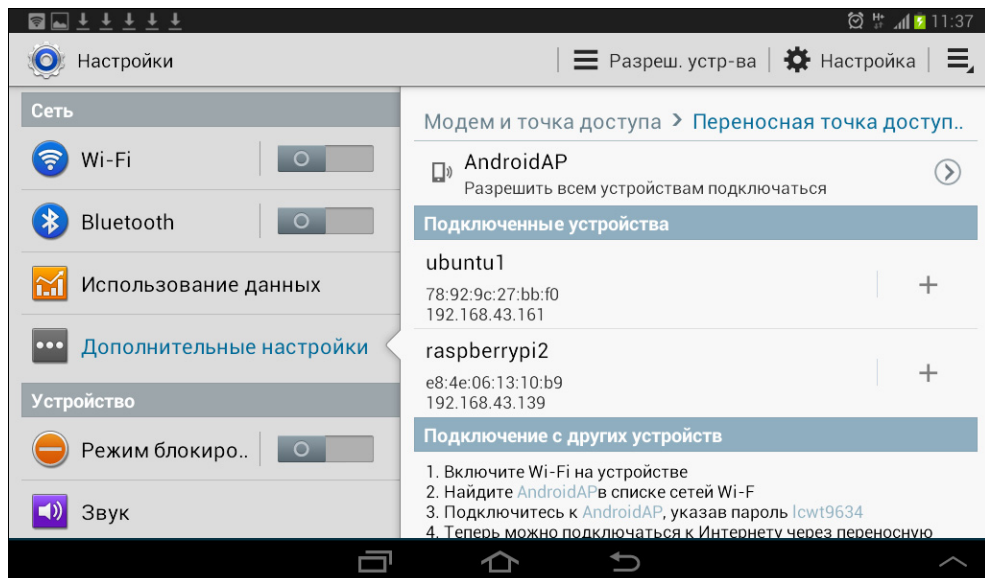 11:37
Настройки
Разреш. устр-ва
Настройка
Сеть
Wi-Fi
Bluetooth
Использование данных
Дополнительные настройки
Устройство
Режим блокиро..
Звук
Модем и точка доступа > Переносная точка доступ..
AndroidAP
Разрешить всем устройствам подключаться
Подключенные устройства
ubuntu1
78:92:9c:27:bb:f0
192.168.43.161
raspberrypi2
e8:4e:06:13:10:b9
192.168.43.139
Подключение с других устройств
1. Включите Wi-Fi на устройстве
2. Найдите AndroidAPв списке сетей Wi-F
3. Подключитесь к AndroidAP, указав пароль lcwt9634
4. Теперь можно подключаться к Интернету через переносную